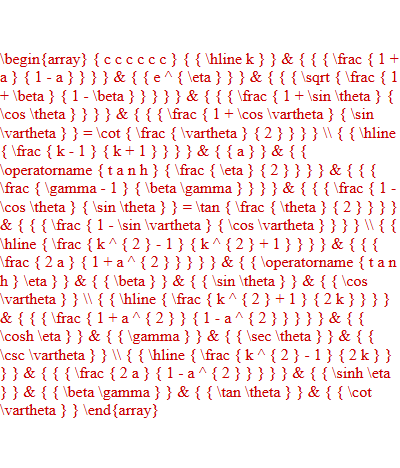 \begin{array} { c c c c c c } { { \hline k } } & { { { \frac { 1 +
a } { 1 - a } } } } & { { e ^ { \eta } } } & { { { \sqrt { \frac { 1
+ \beta } { 1 - \beta } } } } } & { { { \frac { 1 + \sin \theta } {
\cos \theta } } } } & { { { \frac { 1 + \cos \vartheta } { \sin
\vartheta } } = \cot { \frac { \vartheta } { 2 } } } } \\ { { \hline
{ \frac { k - 1 } { k + 1 } } } } & { { a } } & { {
\operatorname { t a n h } { \frac { \eta } { 2 } } } } & { { {
\frac { \gamma - 1 } { \beta \gamma } } } } & { { { \frac { 1 -
\cos \theta } { \sin \theta } } = \tan { \frac { \theta } { 2 } } } }
& { { { \frac { 1 - \sin \vartheta } { \cos \vartheta } } } } \\ { {
\hline { \frac { k ^ { 2 } - 1 } { k ^ { 2 } + 1 } } } } & { { {
\frac { 2 a } { 1 + a ^ { 2 } } } } } & { { \operatorname { t a n
h } \eta } } & { { \beta } } & { { \sin \theta } } & { { \cos
\vartheta } } \\ { { \hline { \frac { k ^ { 2 } + 1 } { 2 k } } } }
& { { { \frac { 1 + a ^ { 2 } } { 1 - a ^ { 2 } } } } } & { {
\cosh \eta } } & { { \gamma } } & { { \sec \theta } } & { {
\csc \vartheta } } \\ { { \hline { \frac { k ^ { 2 } - 1 } { 2 k }
} } } & { { { \frac { 2 a } { 1 - a ^ { 2 } } } } } & { { \sinh \eta
} } & { { \beta \gamma } } & { { \tan \theta } } & { { \cot
\vartheta } } \end{array}